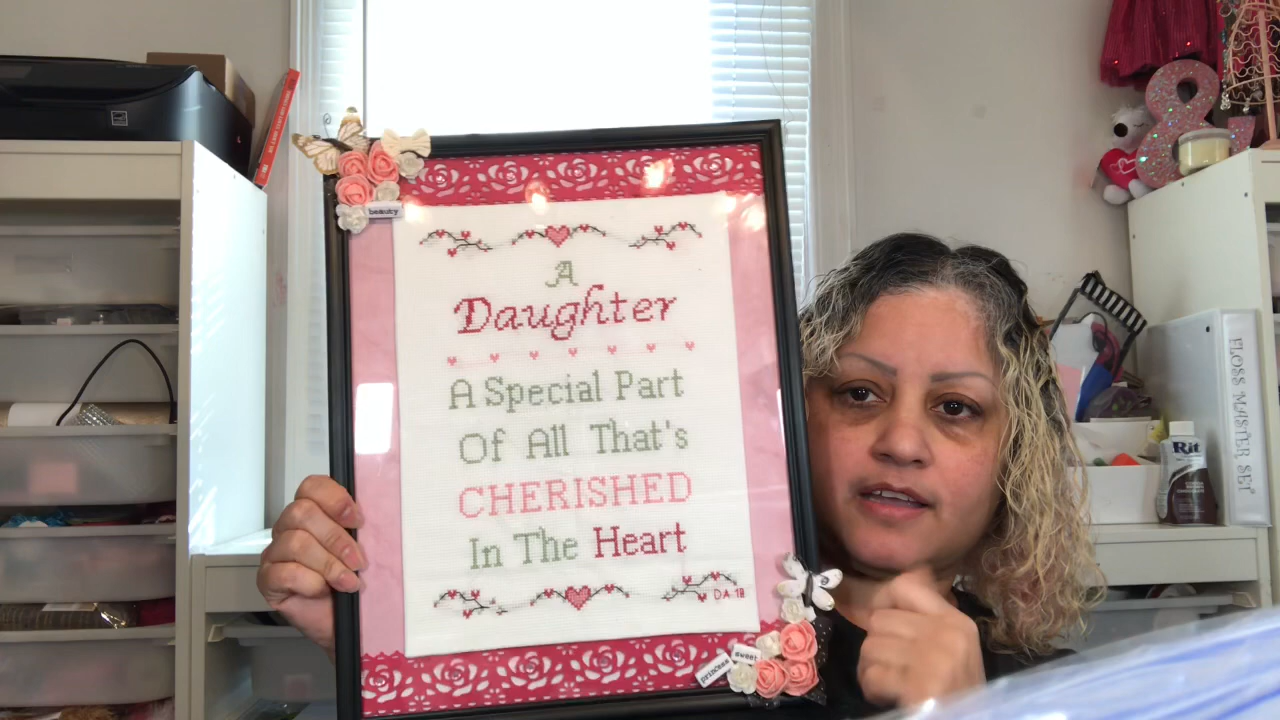 beauty
A
Daughter
A Special Part
Of All That's
CHERISHED
In The Heart
DA 18
sweet
princess
8
FLOSS MASTER SET
Rit